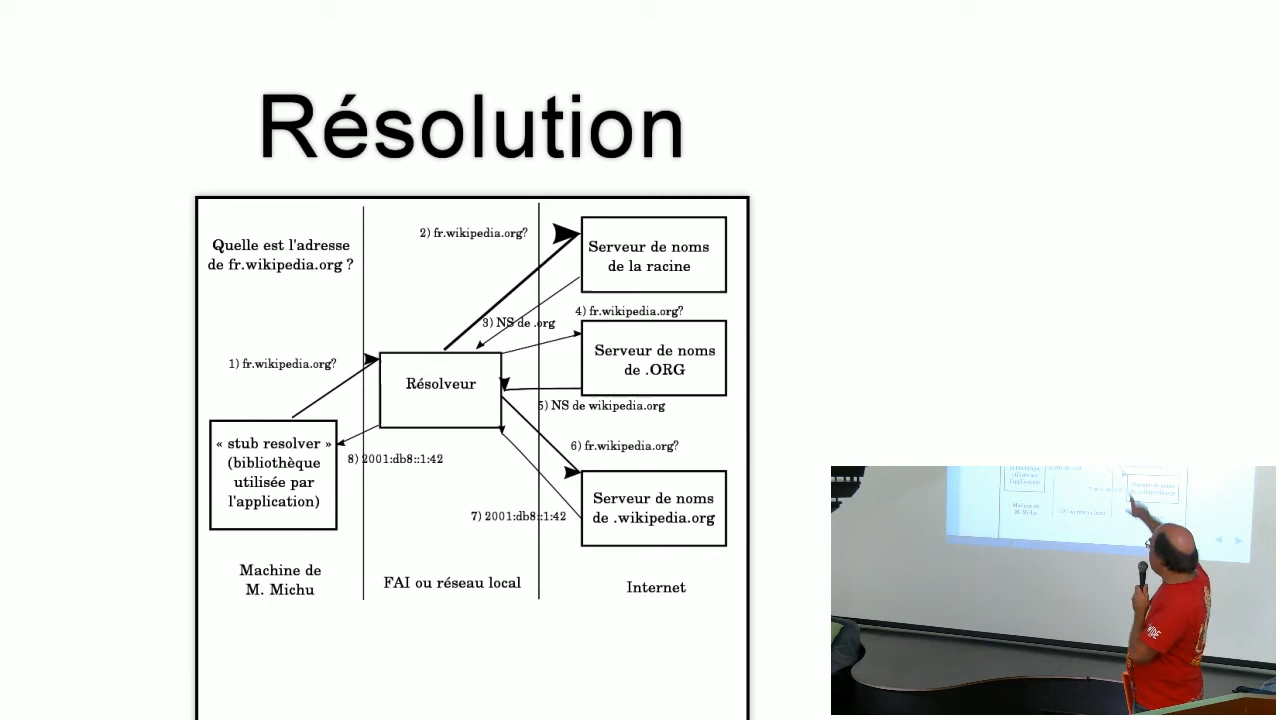 Résolution
Quelle est l'adresse
de fr.wikipedia.org ?
2) fr.wikipedia.org?
Serveur de noms
de la racine
3) NS de .org
4) fr.wikipedia.org?
Serveur de noms
de .ORG
1) fr.wikipedia.org?
Résolveur
5) NS de wikipedia.org
« stub resolver »
(bibliothèque
utilisée par
l'application)
8) 2001:db8::1:42
6) fr.wikipedia.org?
Serveur de noms
de .wikipedia.org
7) 2001:db8::1:42
Machine de
M. Michu
FAI ou réseau local
Internet
Machine de
M. Michu